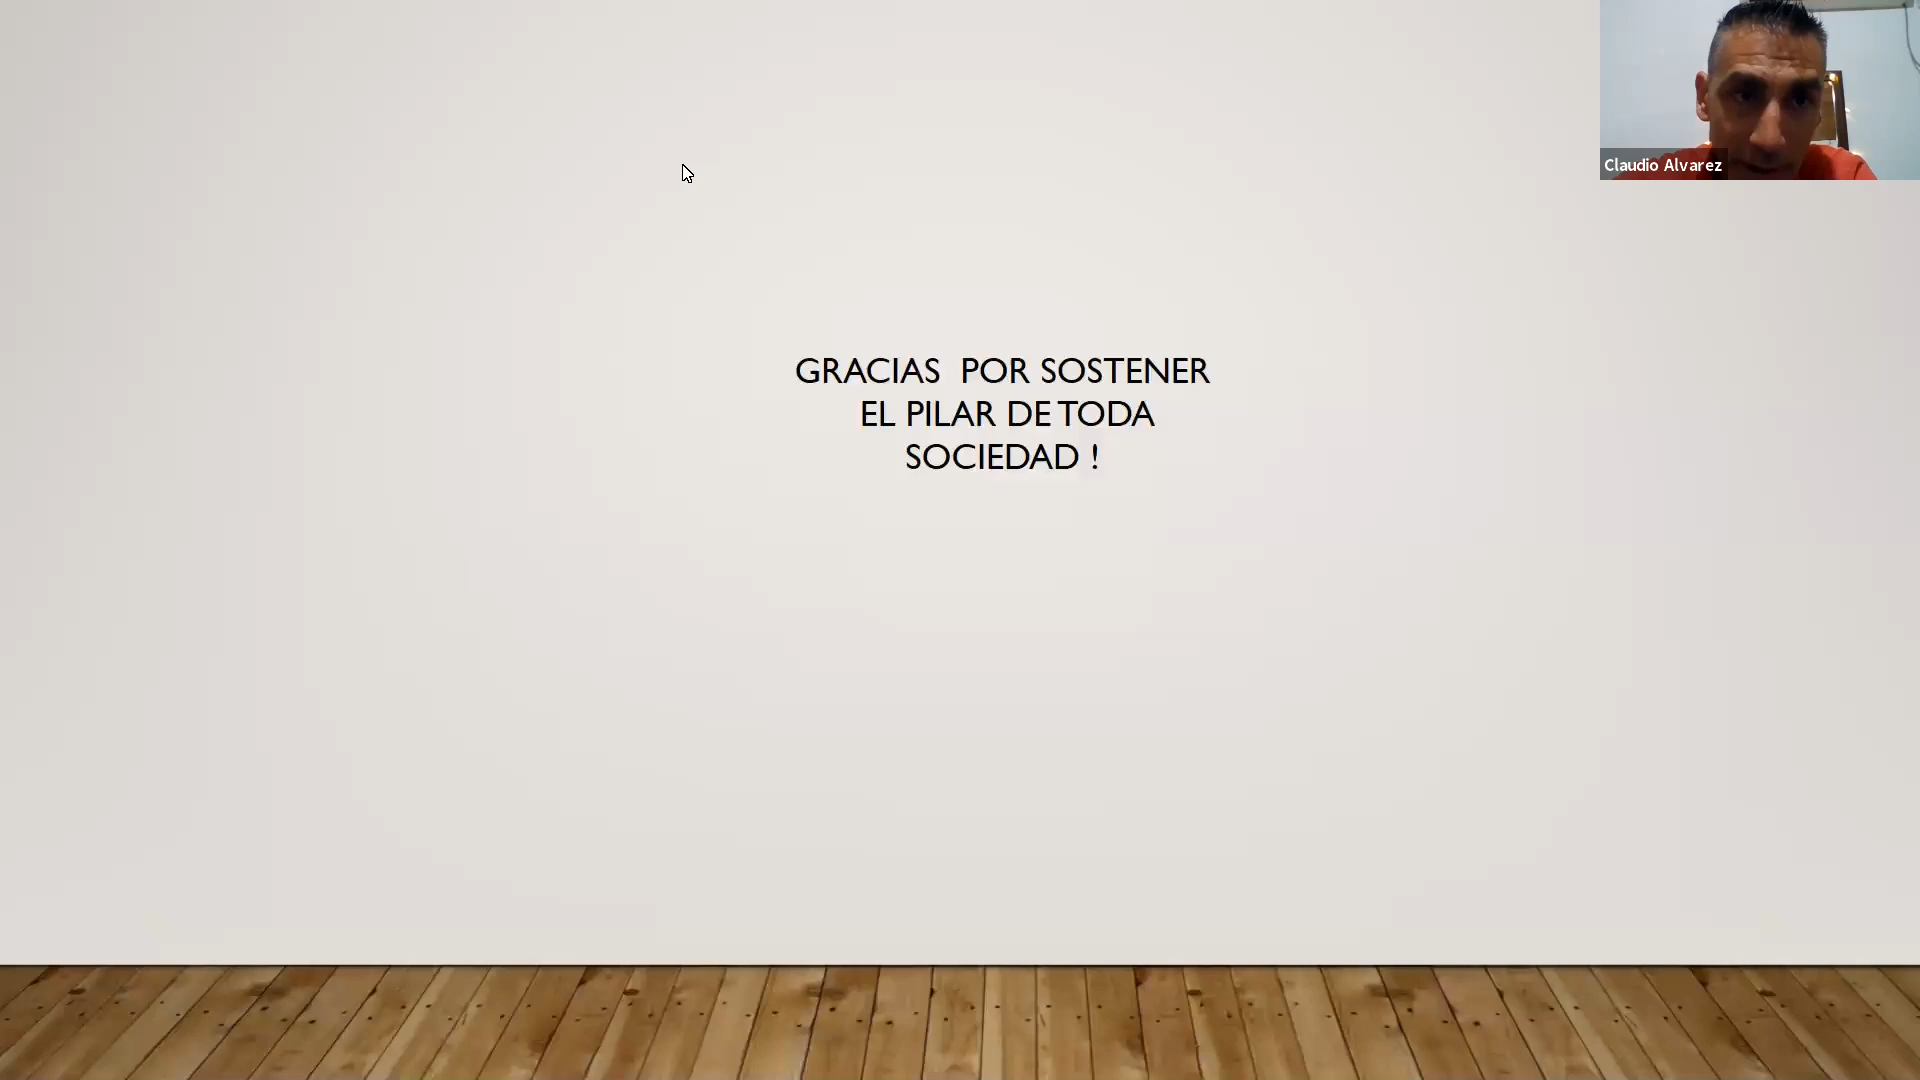 Claudio Alvarez
GRACIAS  POR SOSTENER
EL PILAR DE TODA
SOCIEDAD !